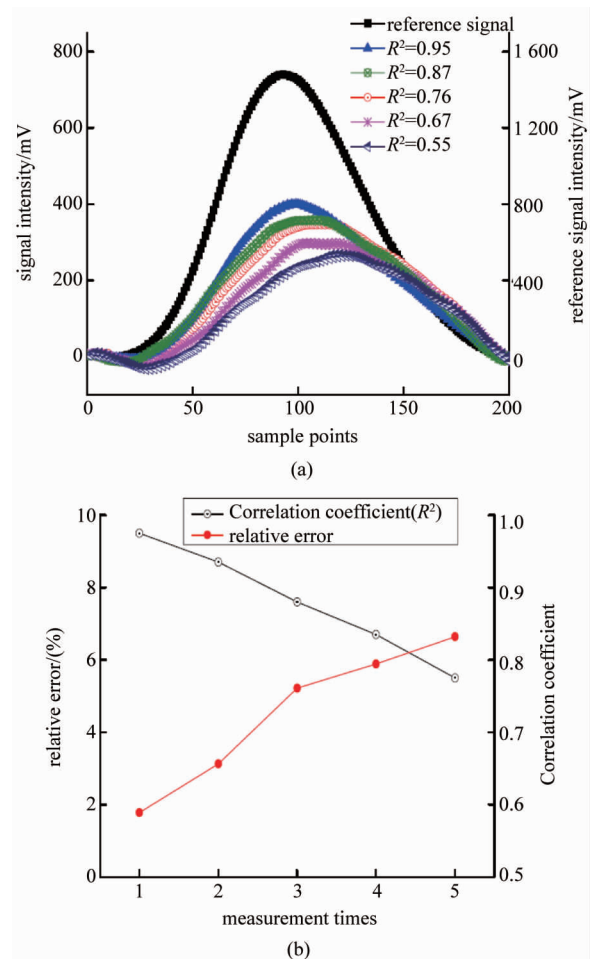 reference signal
R²=0.95
R²=0.87
R²=0.76
R²=0.67
R²=0.55
800
600
400
200
0
1 600
1 200
800
400
0
signal intensity/mV
reference signal intensity/mV
0 50 100 150 200
sample points
(a)
Correlation coefficient(R²)
relative error
10
8
6
4
2
0
1.0
0.9
0.8
0.7
0.6
0.5
relative error/(%)
Correlation coefficient
1 2 3 4 5
measurement times
(b)